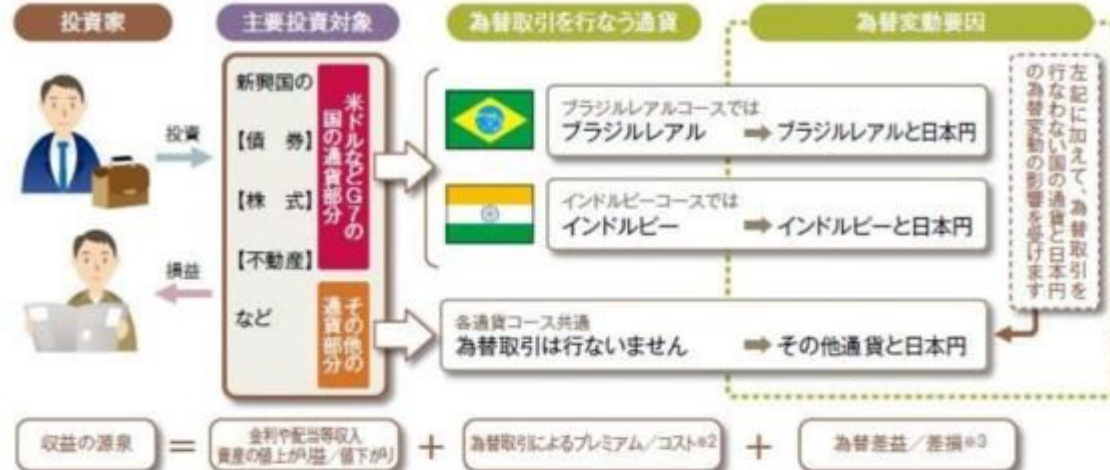 投資家
主要投資対象
為替取引を行なう通貨
為替変動要因
投資
損益
新興国の
【債 券】
【株 式】
【不動産】
など
米ドルなどG7の
国の通貨部分
その他の
通貨部分
ブラジルレアルコースでは
ブラジルレアル ➡ ブラジルレアルと日本円
インドルピーコースでは
インドルピー ➡ インドルピーと日本円
各通貨コース共通
為替取引は行ないません ➡ その他通貨と日本円
左記に加えて、為替取引を
行なわない国の通貨と日本円
の為替変動の影響を受けます
収益の源泉 =
金利や配当等収入
資産の値上がり益/値下がり
+ 為替取引によるプレミアム/コスト※2 + 為替差益/差損※3